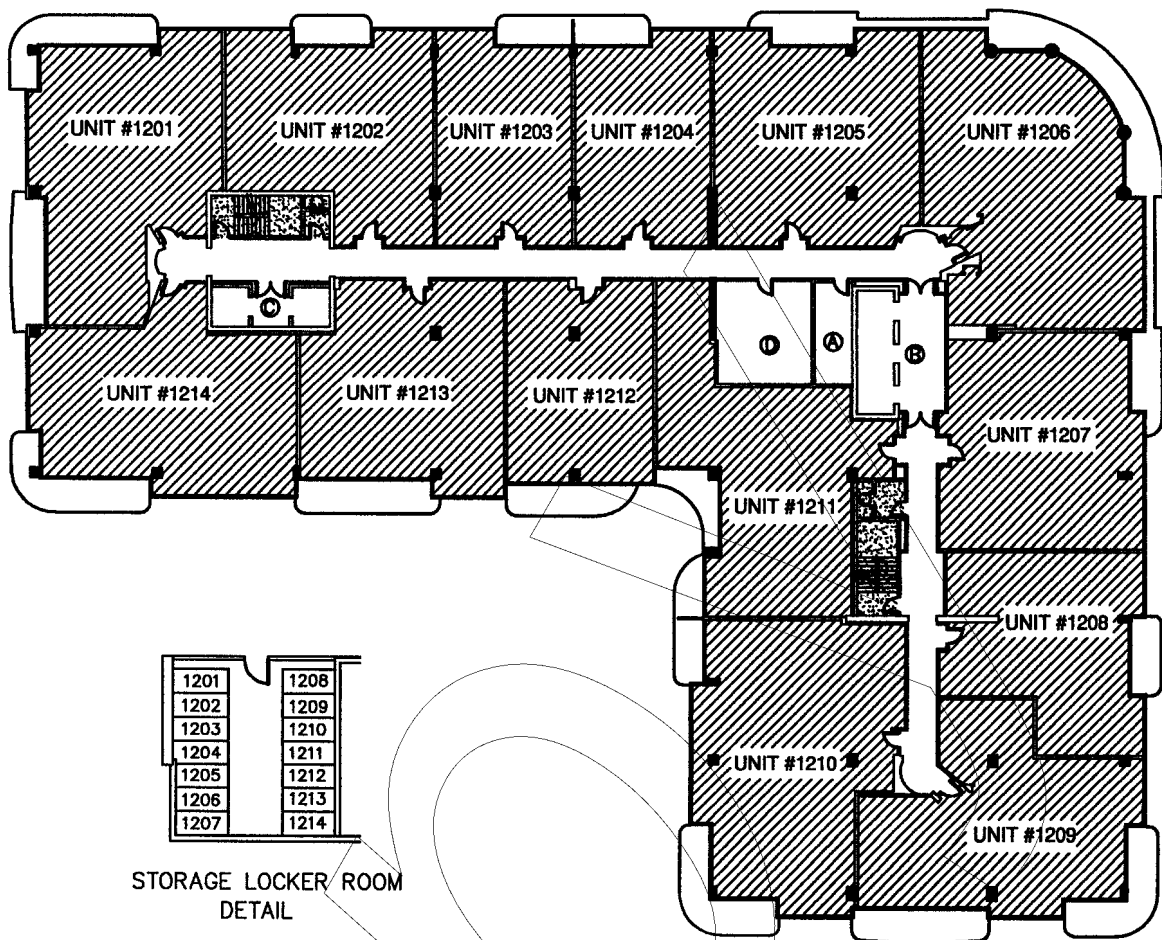 UNIT #1201
UNIT #1202
UNIT #1203
UNIT #1204
UNIT #1205
UNIT #1206
C
D
A
B
UNIT #1214
UNIT #1213
UNIT #1212
UNIT #1207
UNIT #1211
UNIT #1208
UNIT #1210
UNIT #1209
1201
1202
1203
1204
1205
1206
1207
1208
1209
1210
1211
1212
1213
1214
STORAGE LOCKER ROOM
DETAIL